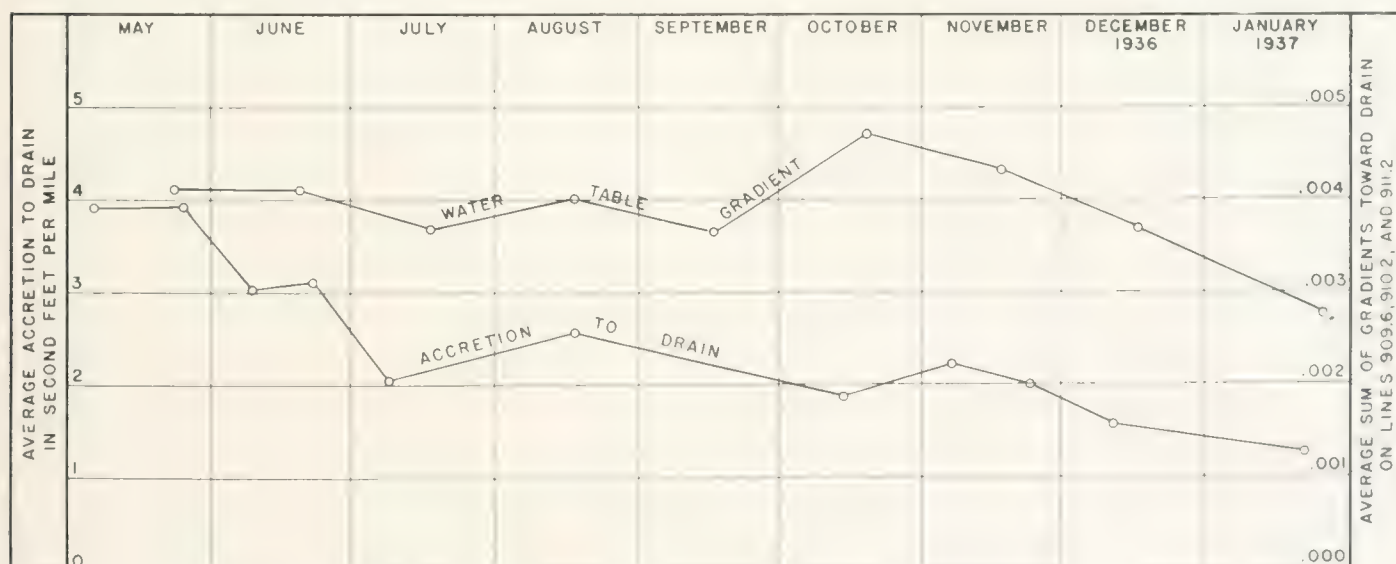 MAY JUNE JULY AUGUST SEPTEMBER OCTOBER NOVEMBER DECEMBER JANUARY
1936 1937
AVERAGE ACCRETION TO DRAIN
IN SECOND FEET PER MILE
5
4
3
2
1
0
WATER TABLE GRADIENT
ACCRETION TO DRAIN
.005
.004
.003
.002
.001
.000
AVERAGE SUM OF GRADIENTS TOWARD DRAIN
ON LINES 909.6, 910.2, AND 911.2